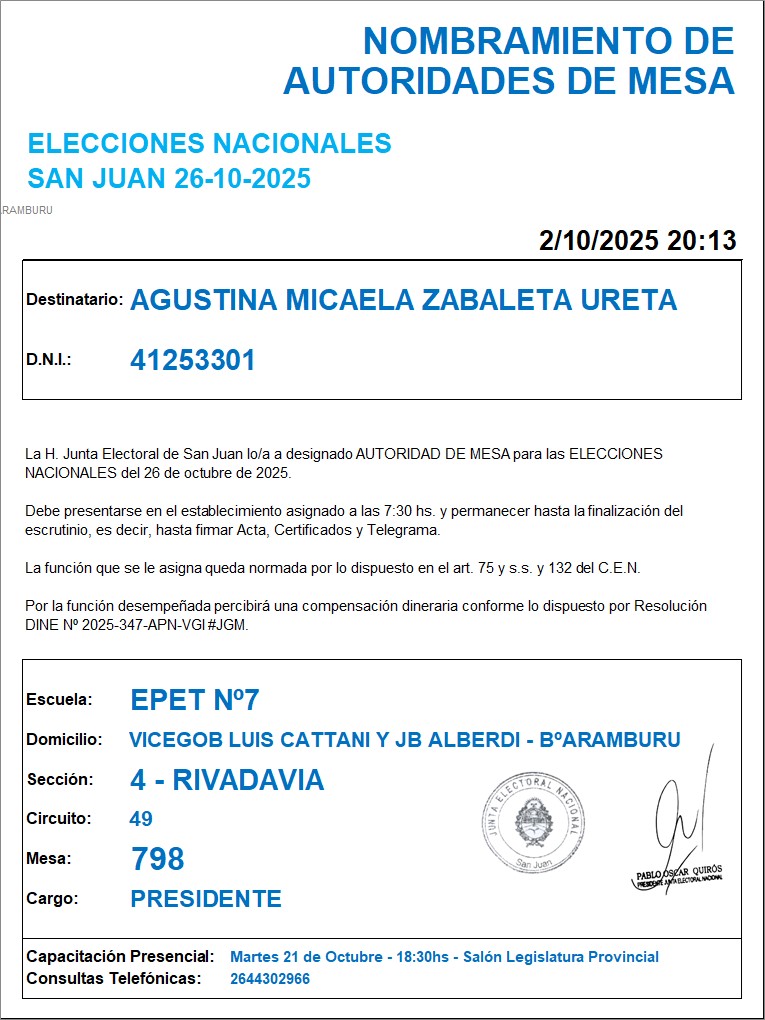 NOMBRAMIENTO DE
AUTORIDADES DE MESA
ELECCIONES NACIONALES
SAN JUAN 26-10-2025
ARAMBURU
2/10/2025 20:13
Destinatario: AGUSTINA MICAELA ZABALETA URETA
D.N.I.: 41253301
La H. Junta Electoral de San Juan lo/a a designado AUTORIDAD DE MESA para las ELECCIONES
NACIONALES del 26 de octubre de 2025.
Debe presentarse en el establecimiento asignado a las 7:30 hs. y permanecer hasta la finalización del
escrutinio, es decir, hasta firmar Acta, Certificados y Telegrama.
La función que se le asigna queda normada por lo dispuesto en el art. 75 y s.s. y 132 del C.E.N.
Por la función desempeñada percibirá una compensación dineraria conforme lo dispuesto por Resolución
DINE Nº 2025-347-APN-VGI#JGM.
Escuela: EPET Nº7
Domicilio: VICEGOB LUIS CATTANI Y JB ALBERDI - BºARAMBURU
Sección: 4 - RIVADAVIA
Circuito: 49
Mesa: 798
Cargo: PRESIDENTE
JUNTA ELECTORAL NACIONAL
San Juan
PABLO OSCAR QUIRÓS
PRESIDENTE JUNTA ELECTORAL NACIONAL
Capacitación Presencial: Martes 21 de Octubre - 18:30hs - Salón Legislatura Provincial
Consultas Telefónicas: 2644302966